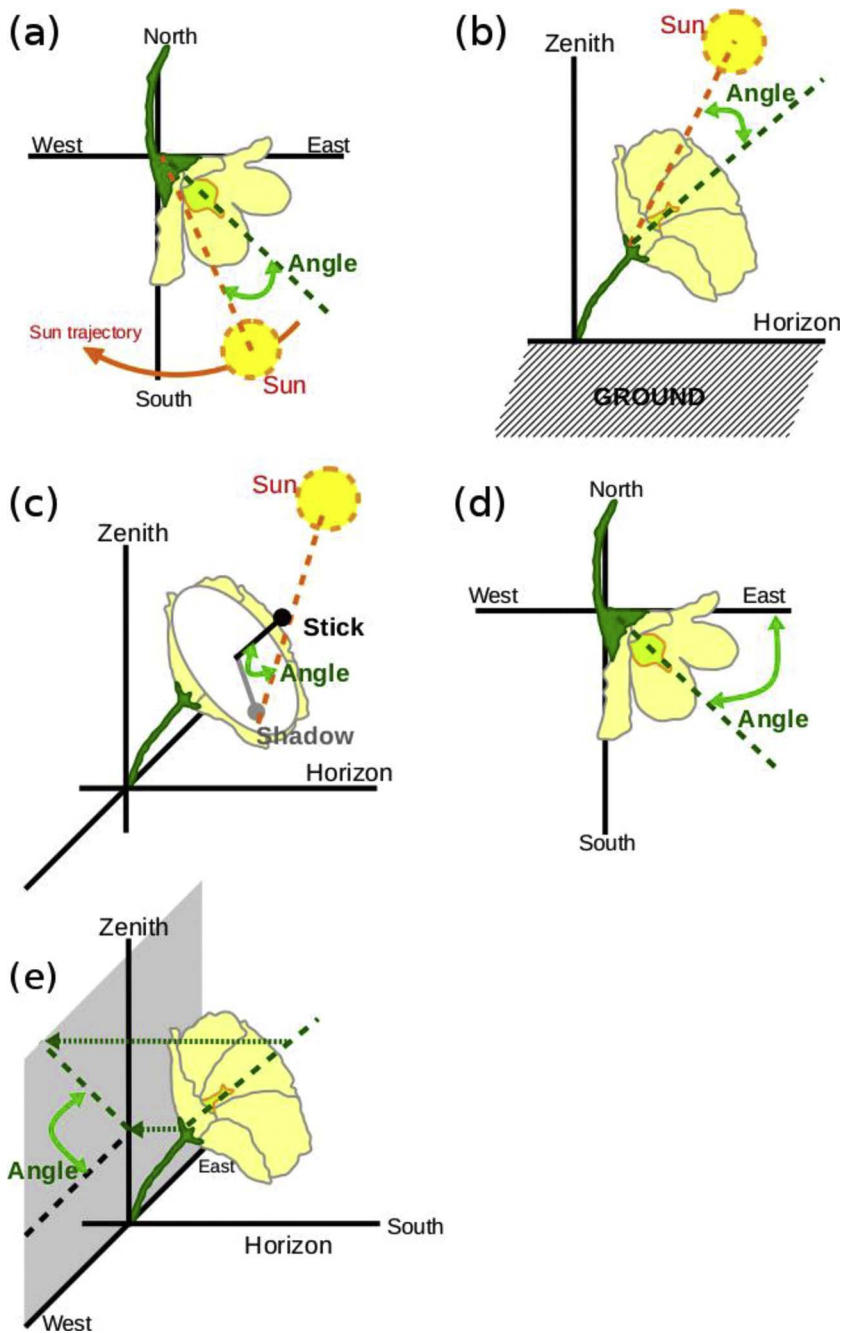 (a)
North
West
East
Angle
Sun trajectory
Sun
South
(b)
Sun
Zenith
Angle
Horizon
GROUND
(c)
Sun
Zenith
Stick
Angle
Shadow
Horizon
(d)
North
West
East
Angle
South
(e)
Zenith
Angle
East
South
Horizon
West